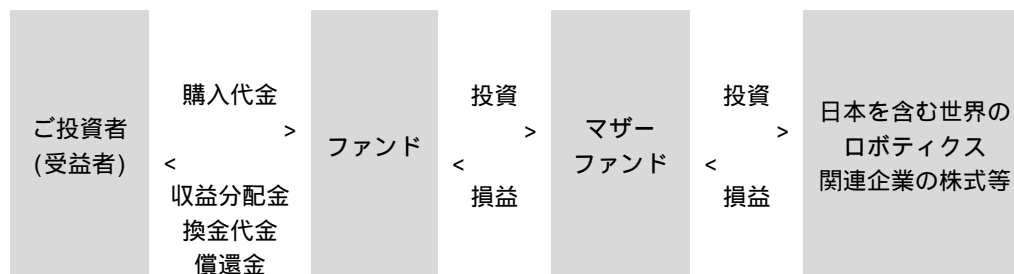 ご投資者
(受益者)
購入代金
>
<
収益分配金
換金代金
償還金
ファンド
投資
>
<
損益
マザー
ファンド
投資
>
<
損益
日本を含む世界の
ロボティクス
関連企業の株式等